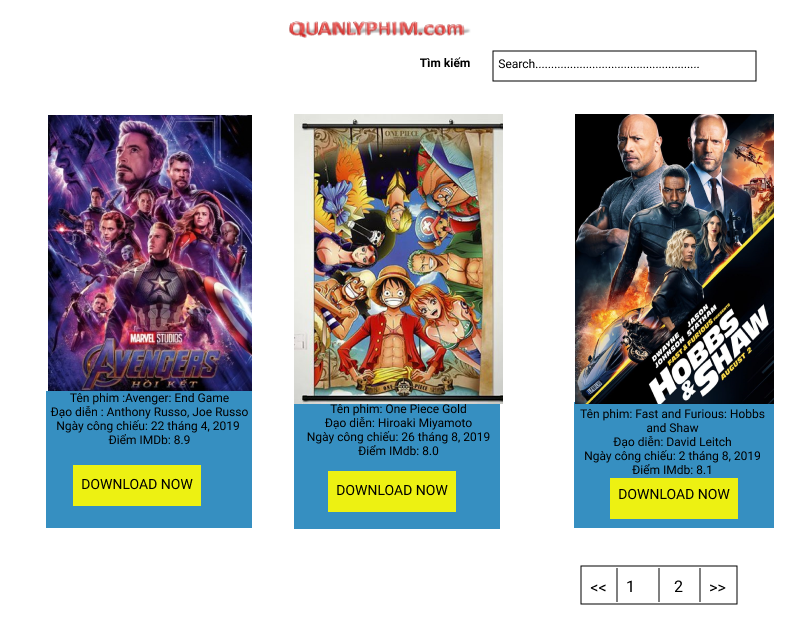 QUANLYPHIM.com
Tìm kiếm
Search....................................................
MARVEL STUDIOS
AVENGERS
HỒI KẾT
Tên phim :Avenger: End Game
Đạo diễn : Anthony Russo, Joe Russo
Ngày công chiếu: 22 tháng 4, 2019
Điểm IMDb: 8.9
DOWNLOAD NOW
ONE PIECE
ONE PIECE
Tên phim: One Piece Gold
Đạo diễn: Hiroaki Miyamoto
Ngày công chiếu: 26 tháng 8, 2019
Điểm IMDb: 8.0
DOWNLOAD NOW
DWAYNE JOHNSON
JASON STATHAM
FAST & FURIOUS PRESENTS
HOBBS
& SHAW
AUGUST 2
Tên phim: Fast and Furious: Hobbs
and Shaw
Đạo diễn: David Leitch
Ngày công chiếu: 2 tháng 8, 2019
Điểm IMdb: 8.1
DOWNLOAD NOW
<< 1 2 >>